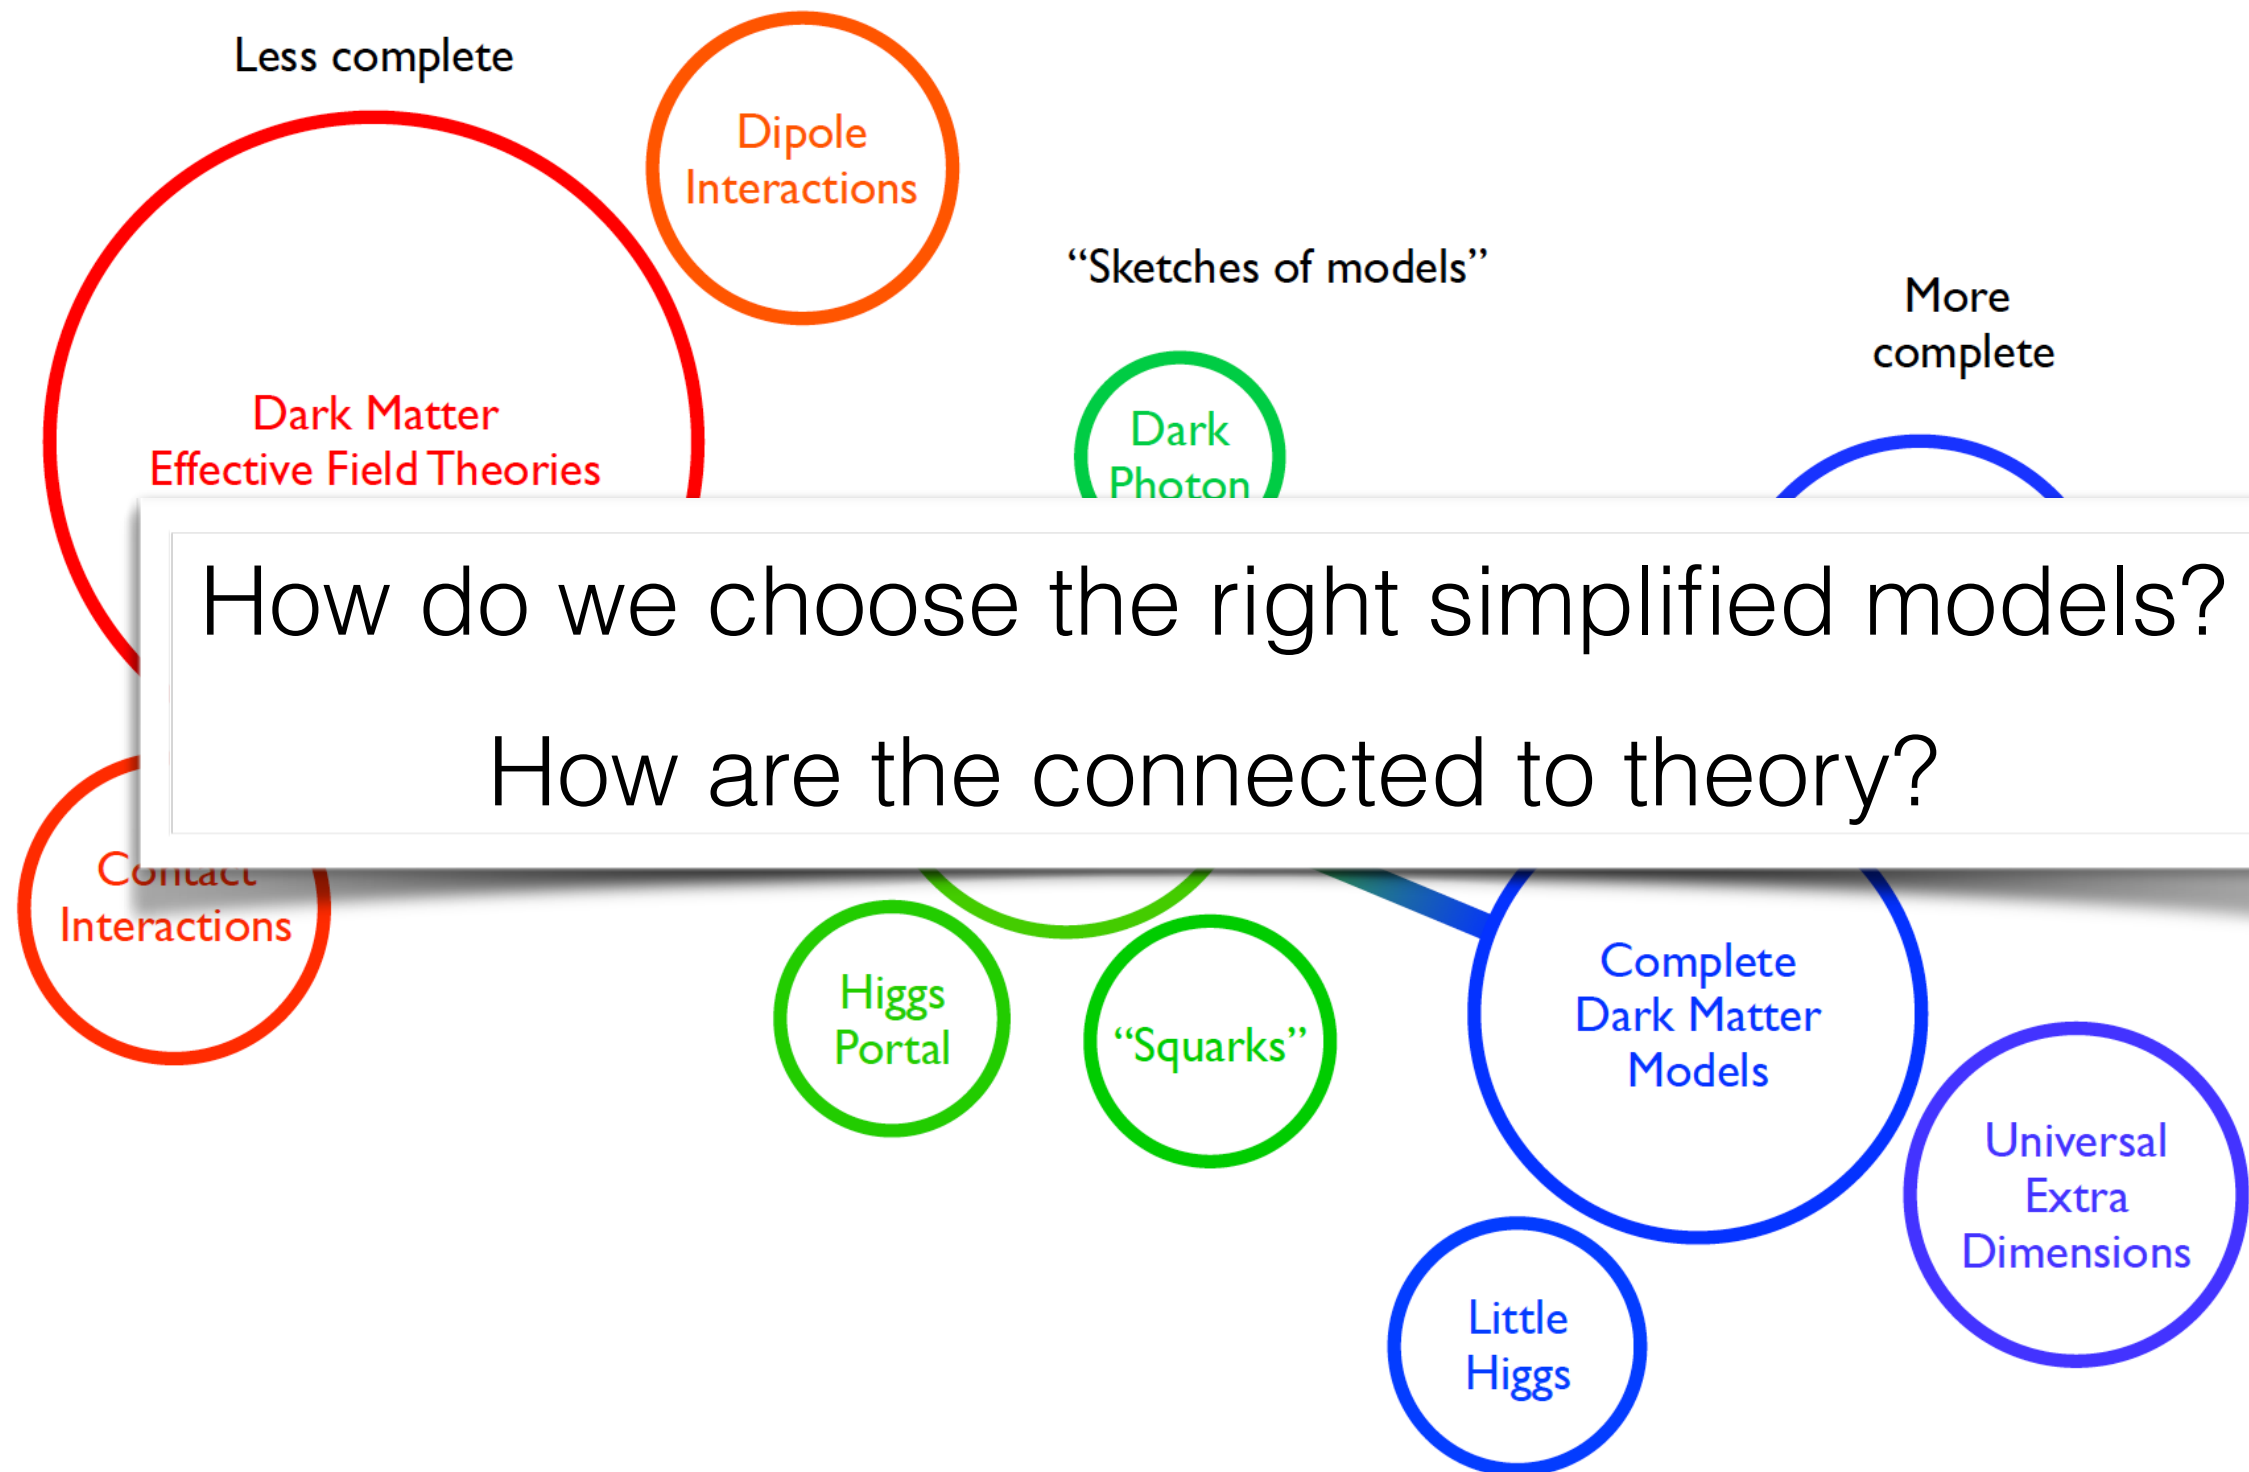 Less complete
Dipole
Interactions
“Sketches of models”
More
complete
Dark Matter
Effective Field Theories
Dark
Photon
How do we choose the right simplified models?
How are the connected to theory?
Contact
Interactions
Higgs
Portal
“Squarks”
Complete
Dark Matter
Models
Universal
Extra
Dimensions
Little
Higgs